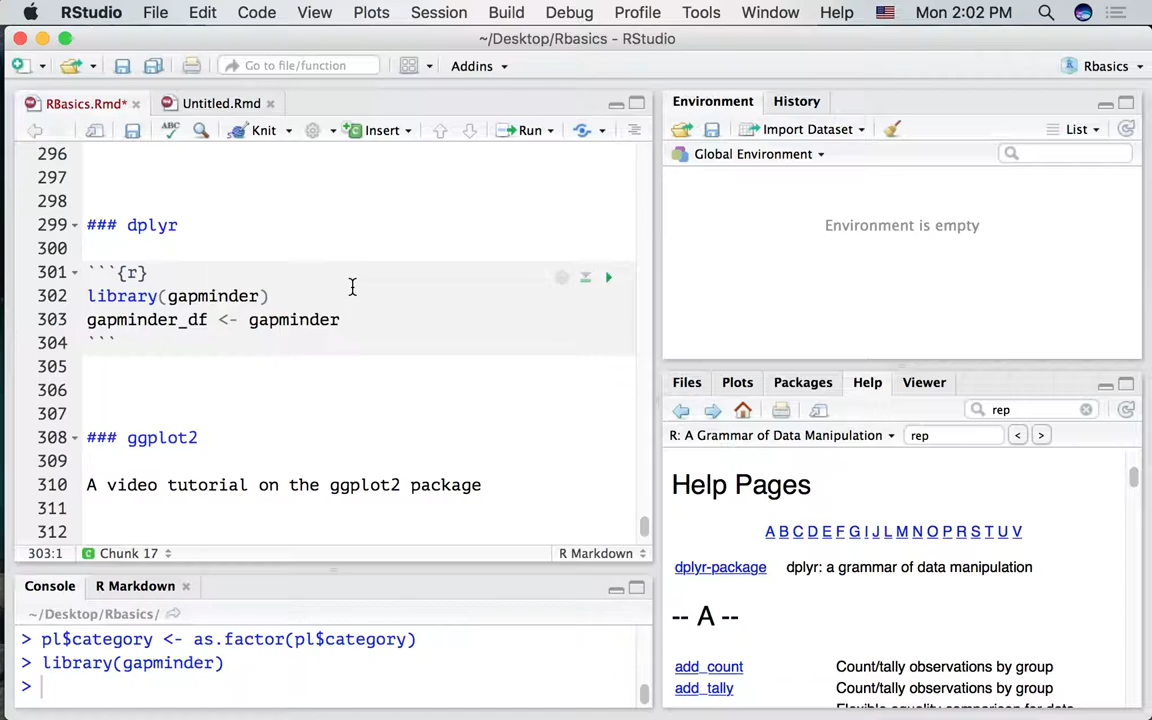 RStudio File Edit Code View Plots Session Build Debug Profile Tools Window Help Mon 2:02 PM
~/Desktop/Rbasics - RStudio
Go to file/function Addins Rbasics
RBasics.Rmd* Untitled.Rmd
ABC Knit Insert Run
296
297
298
299 ### dplyr
300
301 ```{r}
302 library(gapminder)
303 gapminder_df <- gapminder
304 ```
305
306
307
308 ### ggplot2
309
310 A video tutorial on the ggplot2 package
311
312
303:1 C Chunk 17 R Markdown
Console R Markdown
~/Desktop/Rbasics/
> pl$category <- as.factor(pl$category)
> library(gapminder)
>
Environment History
Import Dataset List
Global Environment
Environment is empty
Files Plots Packages Help Viewer
rep
R: A Grammar of Data Manipulation rep < >
Help Pages
A B C D E F G I J L M N O P R S T U V
dplyr-package dplyr: a grammar of data manipulation
-- A --
add_count Count/tally observations by group
add_tally Count/tally observations by group